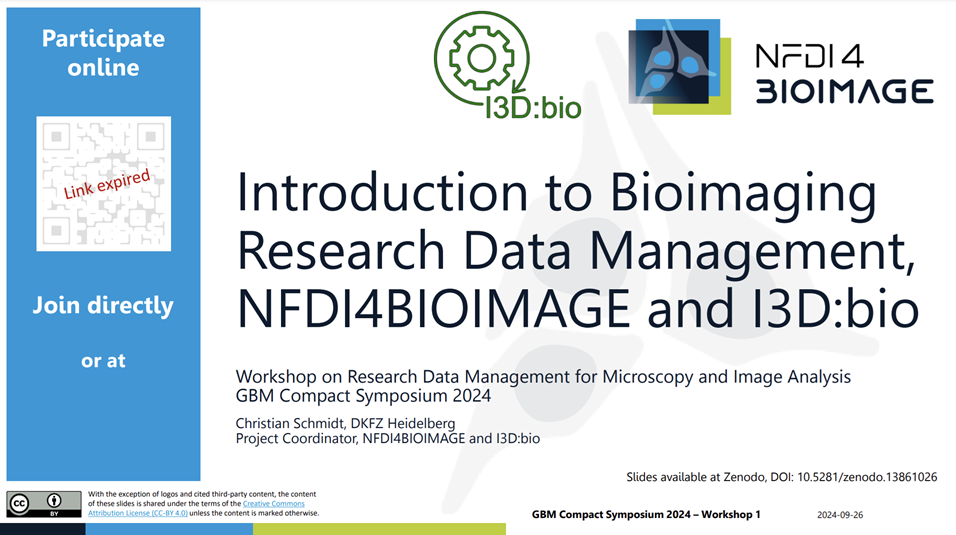 Participate
online
Link expired
Join directly
or at
I3D:bio
NFDI4
BIOIMAGE
Introduction to Bioimaging
Research Data Management,
NFDI4BIOIMAGE and I3D:bio
Workshop on Research Data Management for Microscopy and Image Analysis
GBM Compact Symposium 2024
Christian Schmidt, DKFZ Heidelberg
Project Coordinator, NFDI4BIOIMAGE and I3D:bio
Slides available at Zenodo, DOI: 10.5281/zenodo.13861026
CC
BY
With the exception of logos and cited third-party content, the content
of these slides is shared under the terms of the Creative Commons
Attribution License (CC-BY 4.0) unless the content is marked otherwise.
GBM Compact Symposium 2024 – Workshop 1
2024-09-26